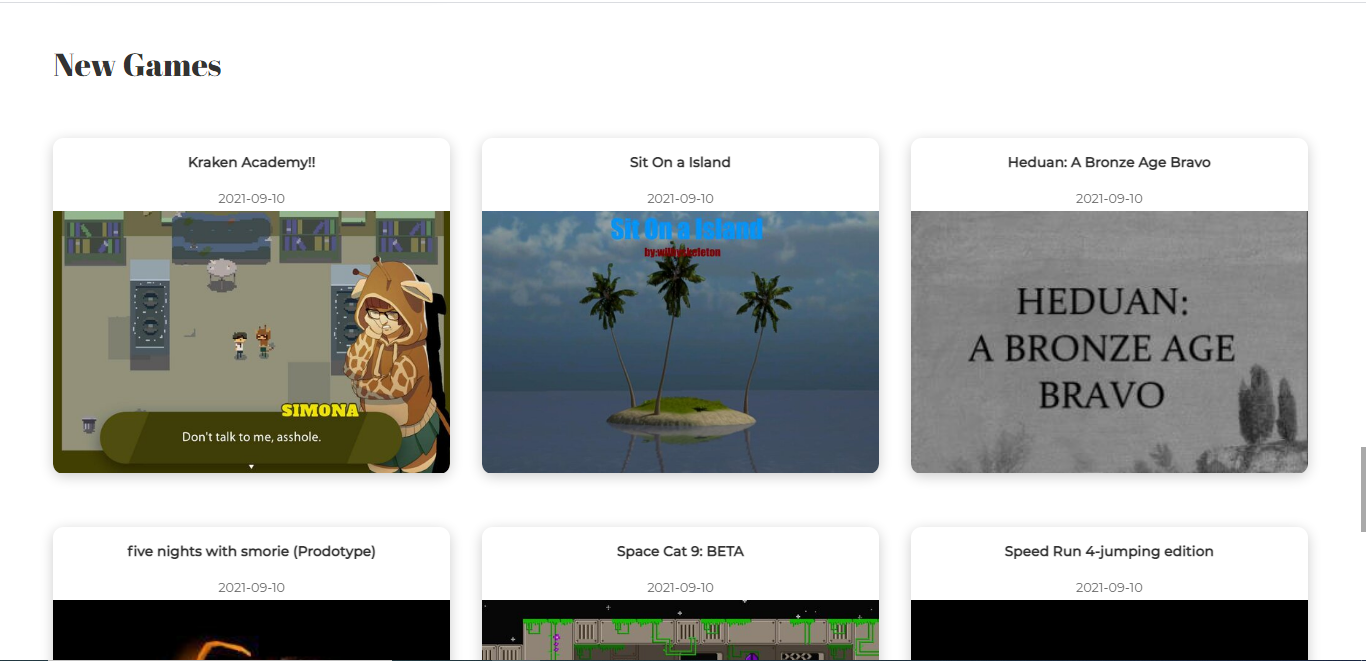 New Games
Kraken Academy!!
2021-09-10
SIMONA
Don't talk to me, asshole.
Sit On a Island
2021-09-10
Sit On a Island
Heduan: A Bronze Age Bravo
2021-09-10
HEDUAN:
A BRONZE AGE
BRAVO
five nights with smorie (Prodotype)
2021-09-10
Space Cat 9: BETA
2021-09-10
Speed Run 4-jumping edition
2021-09-10